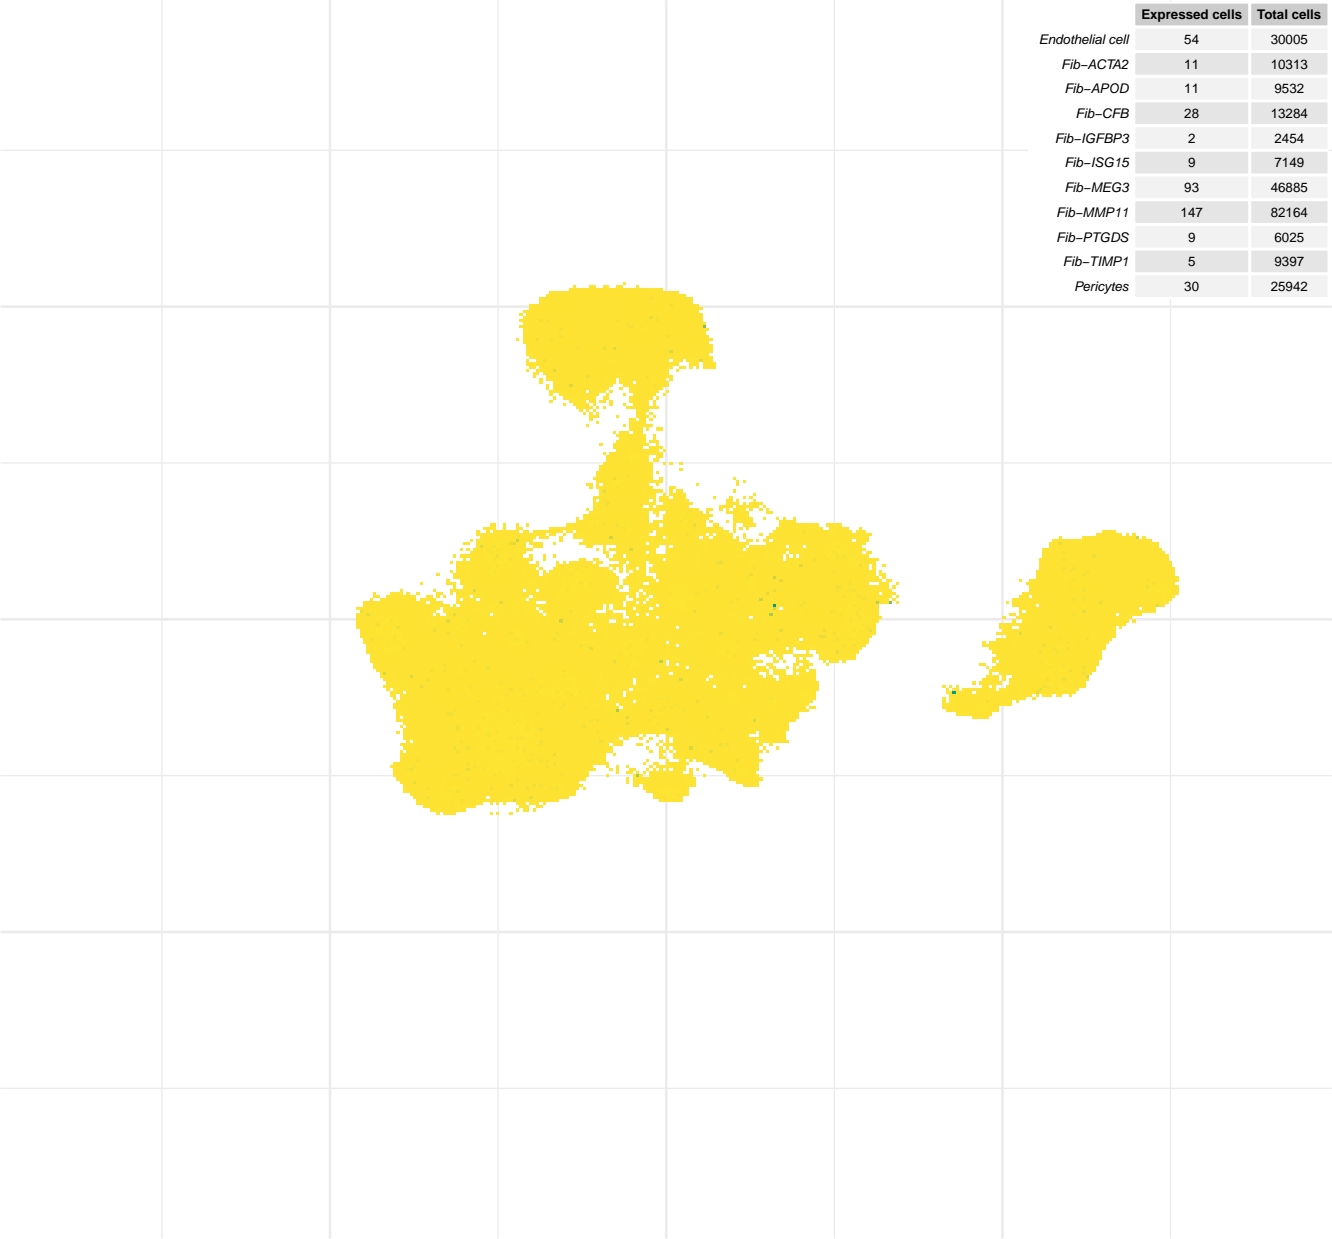 Expressed cells Total cells
Endothelial cell 54 30005
Fib−ACTA2 11 10313
Fib−APOD 11 9532
Fib−CFB 28 13284
Fib−IGFBP3 2 2454
Fib−ISG15 9 7149
Fib−MEG3 93 46885
Fib−MMP11 147 82164
Fib−PTGDS 9 6025
Fib−TIMP1 5 9397
Pericytes 30 25942